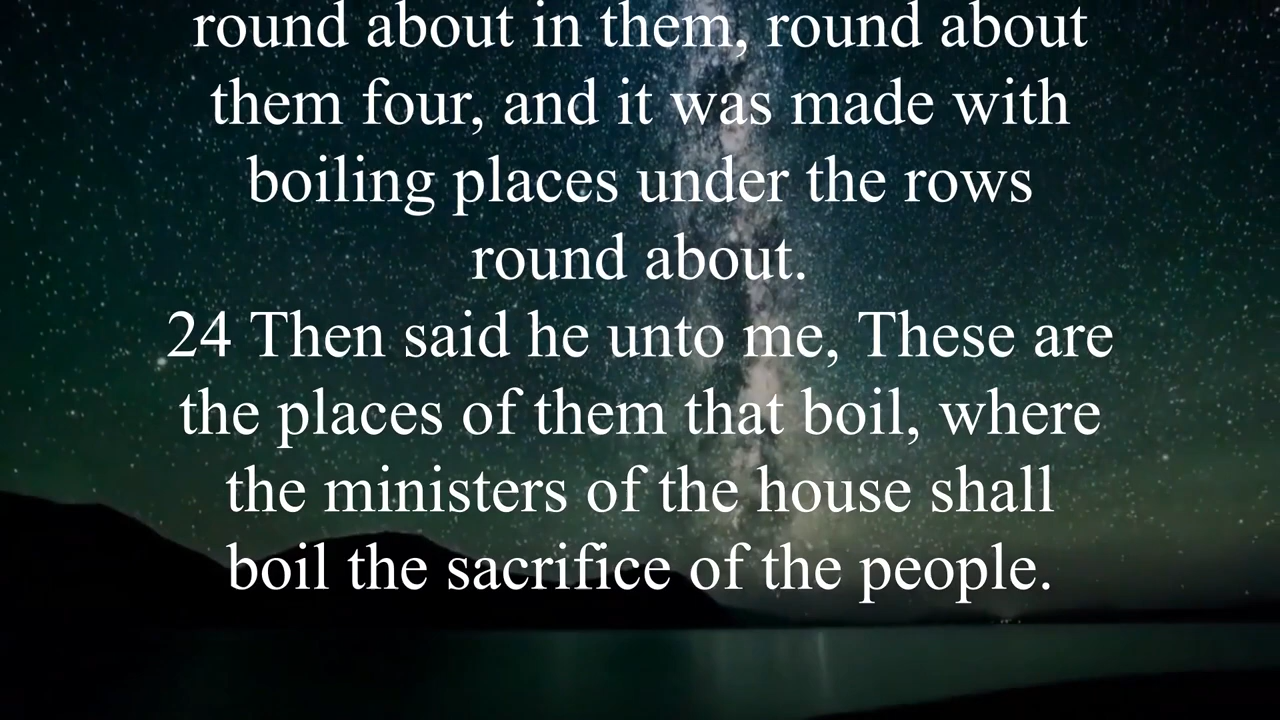 round about in them, round about
them four, and it was made with
boiling places under the rows
round about.
24 Then said he unto me, These are
the places of them that boil, where
the ministers of the house shall
boil the sacrifice of the people.